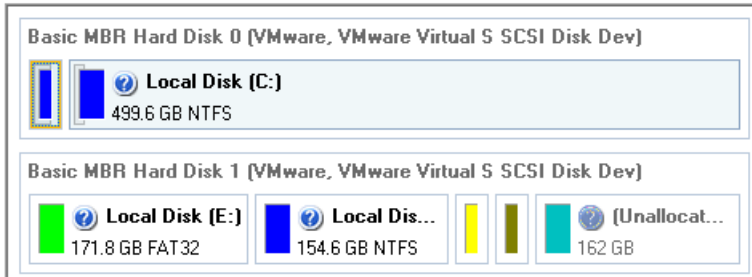 Basic MBR Hard Disk 0 (VMware, VMware Virtual S SCSI Disk Dev)
Local Disk (C:)
499.6 GB NTFS
Basic MBR Hard Disk 1 (VMware, VMware Virtual S SCSI Disk Dev)
Local Disk (E:)
171.8 GB FAT32
Local Dis...
154.6 GB NTFS
(Unallocat...
162 GB